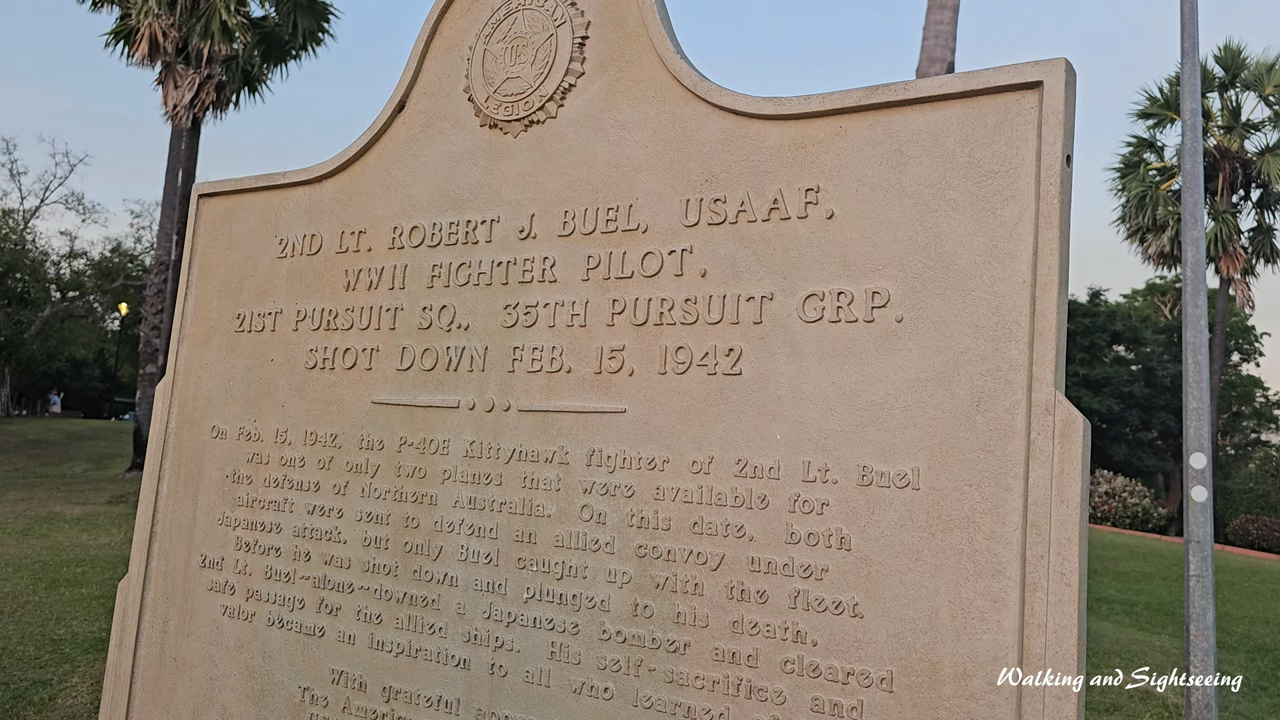 AMERICAN
US
LEGION
2ND LT. ROBERT J. BUEL, USAAF,
WWII FIGHTER PILOT,
21ST PURSUIT SQ., 35TH PURSUIT GRP.
SHOT DOWN FEB. 15, 1942
On Feb. 15, 1942, the P-40E Kittyhawk fighter of 2nd Lt. Buel
was one of only two planes that were available for
the defense of Northern Australia. On this date, both
aircraft were sent to defend an allied convoy under
Japanese attack, but only Buel caught up with the fleet.
Before he was shot down and plunged to his death,
2nd Lt. Buel--alone--downed a Japanese bomber and cleared
safe passage for the allied ships. His self-sacrifice and
valor became an inspiration to all who learned
With grateful
The
Walking and Sightseeing